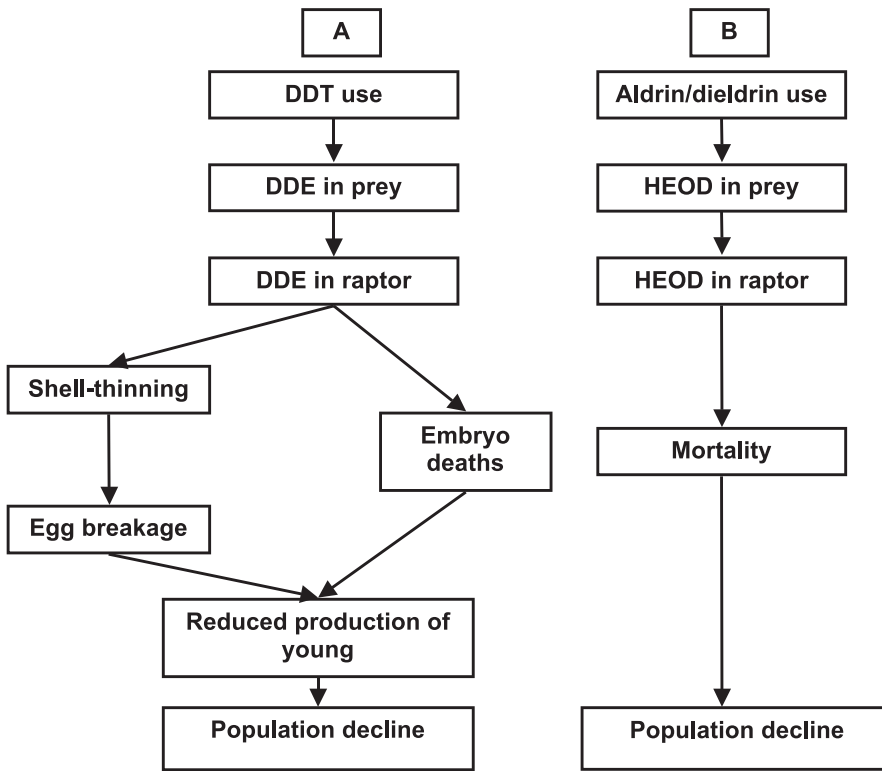 A
DDT use
DDE in prey
DDE in raptor
Shell-thinning
Embryo
deaths
Egg breakage
Reduced production of
young
Population decline
B
Aldrin/dieldrin use
HEOD in prey
HEOD in raptor
Mortality
Population decline